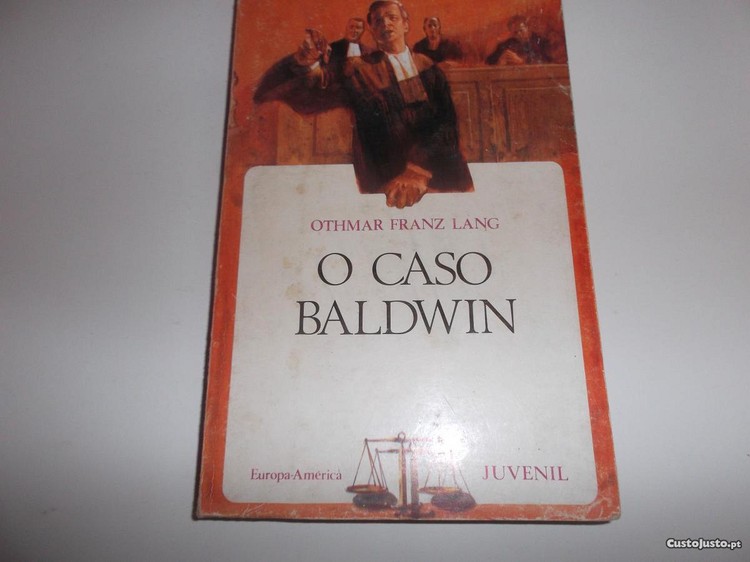 OTHMAR FRANZ LANG
O CASO
BALDWIN
Europa-América
JUVENIL
CustoJusto.pt